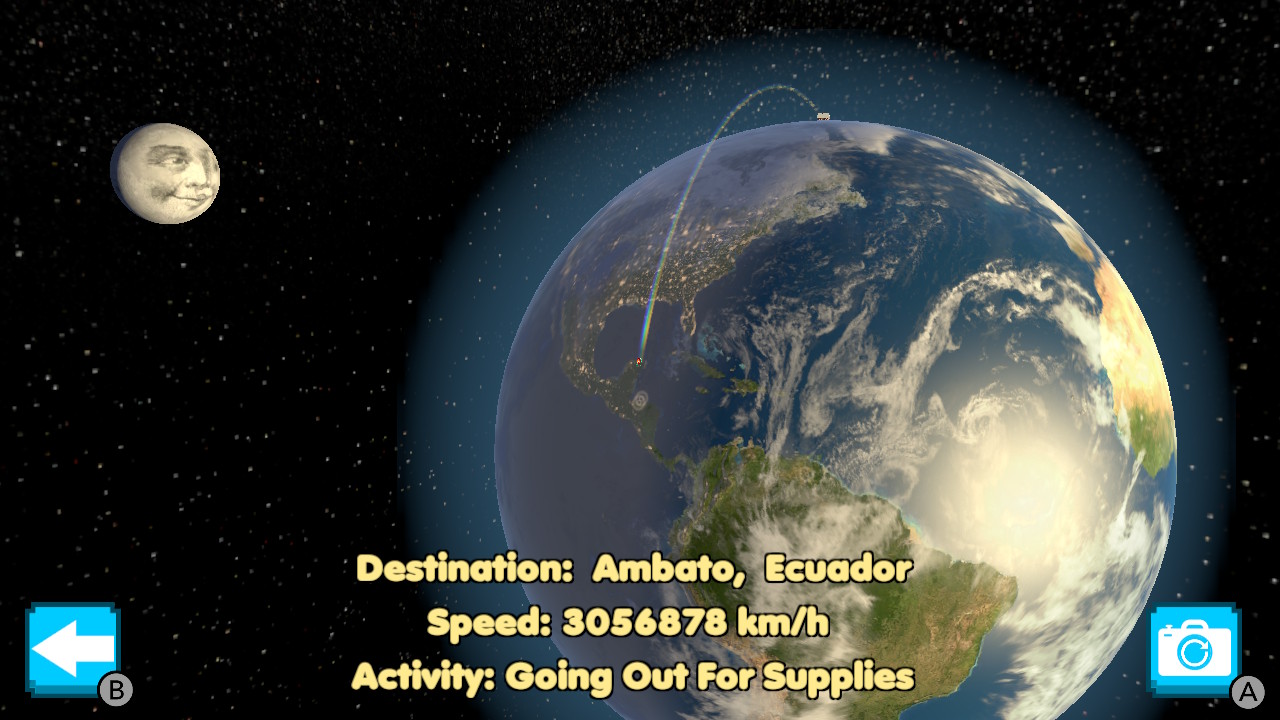 Destination: Ambato, Ecuador
Speed: 3056878 km/h
Activity: Going Out For Supplies
B
A